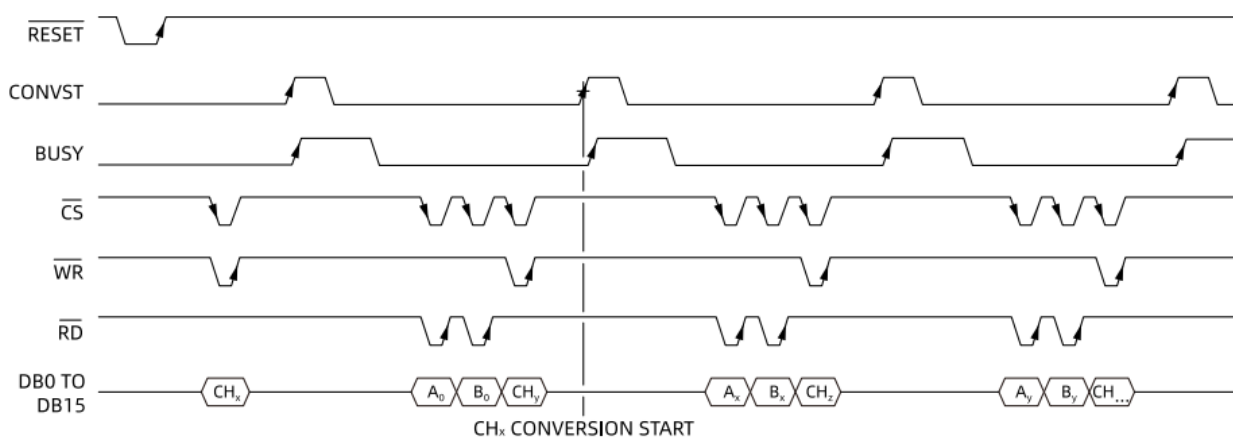 RESET
CONVST
BUSY
CS
WR
RD
DB0 TO
DB15
CHx A0 B0 CHy Ax Bx CHz Ay By CH...
CHx CONVERSION START